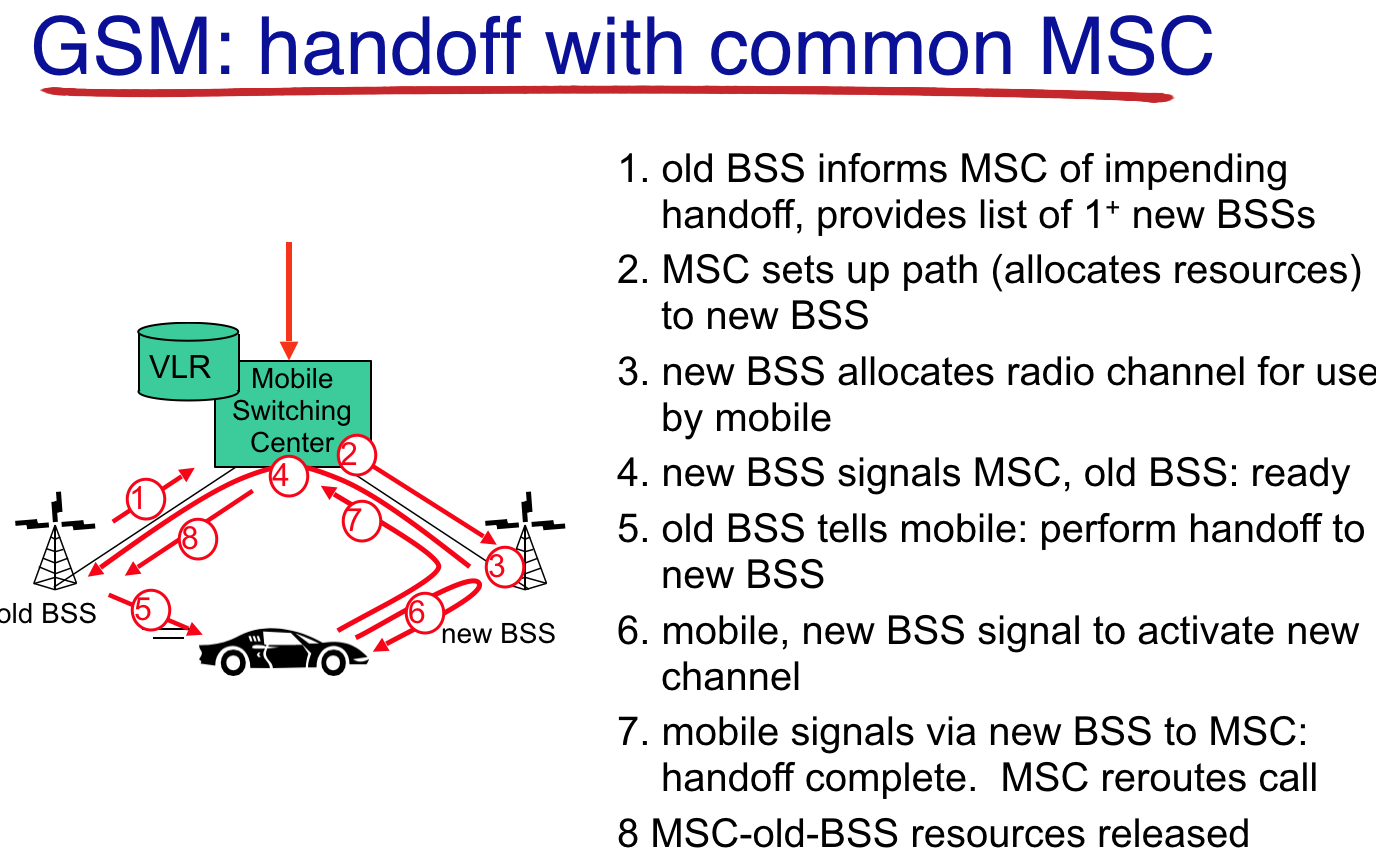 GSM: handoff with common MSC
1. old BSS informs MSC of impending
handoff, provides list of 1⁺ new BSSs
2. MSC sets up path (allocates resources)
to new BSS
3. new BSS allocates radio channel for use
by mobile
4. new BSS signals MSC, old BSS: ready
5. old BSS tells mobile: perform handoff to
new BSS
6. mobile, new BSS signal to activate new
channel
7. mobile signals via new BSS to MSC:
handoff complete.  MSC reroutes call
8 MSC-old-BSS resources released
VLR
Mobile
Switching
Center
2
4
1
7
8
3
5
6
old BSS
new BSS